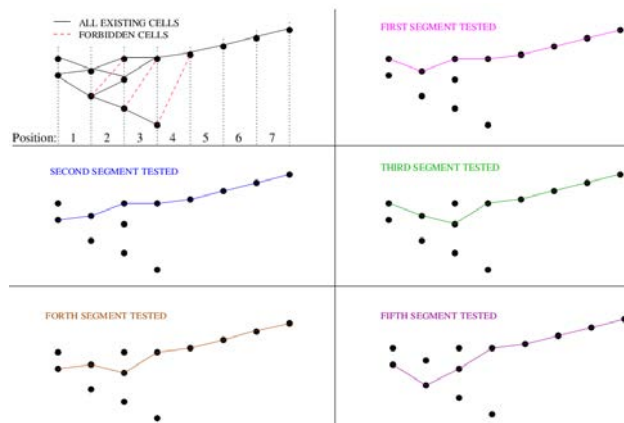 ALL EXISTING CELLS
FORBIDDEN CELLS
Position: 1 2 3 4 5 6 7
FIRST SEGMENT TESTED
SECOND SEGMENT TESTED
THIRD SEGMENT TESTED
FORTH SEGMENT TESTED
FIFTH SEGMENT TESTED